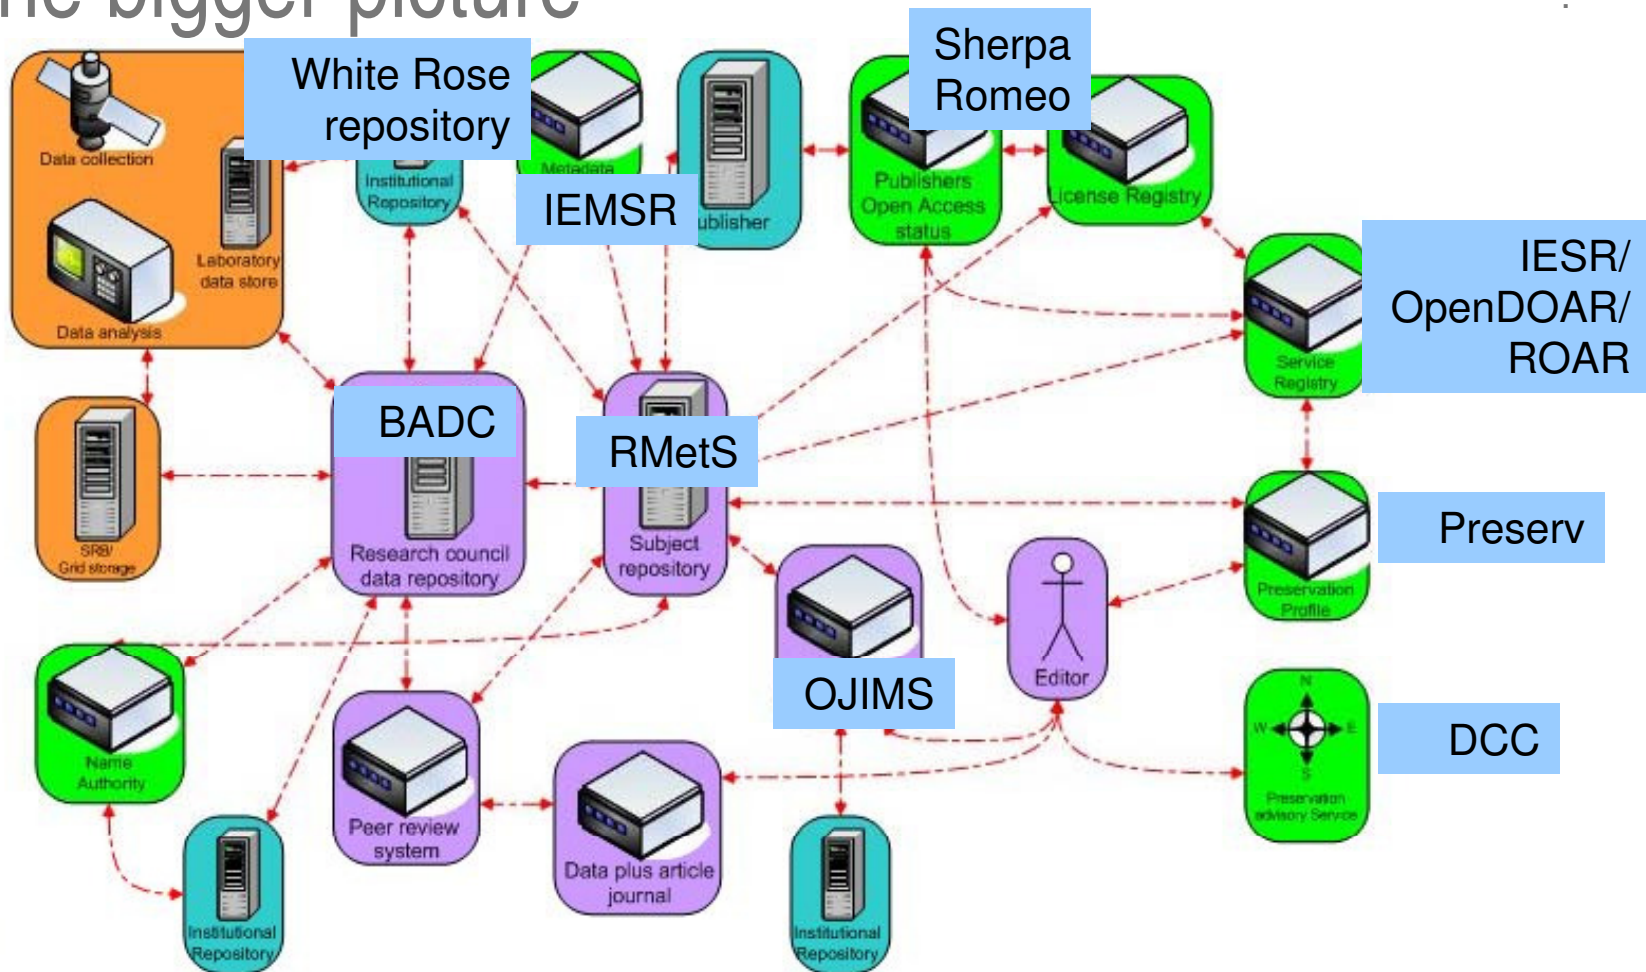 he bigger picture
White Rose
repository
Sherpa
Romeo
Data collection
Institutional
Repository
Metadata
IEMSR
ublisher
Publishers
Open Access
status
License Registry
Laboratory
data store
Data analysis
IESR/
OpenDOAR/
ROAR
Service
Registry
BADC
RMetS
SRB/
Grid storage
Research council
data repository
Subject
repository
Preserv
Preservation
Profile
Editor
OJIMS
N
W
E
S
DCC
Preservation
advisory Service
Name
Authority
Peer review
system
Data plus article
journal
Institutional
Repository
Institutional
Repository